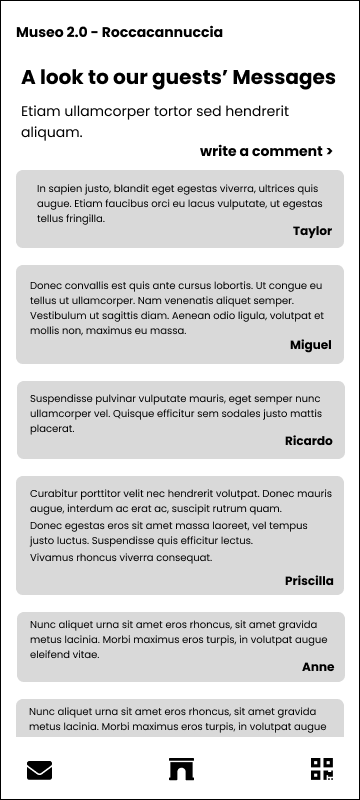 Museo 2.0 - Roccacannuccia
A look to our guests’ Messages
Etiam ullamcorper tortor sed hendrerit
aliquam.
write a comment >
In sapien justo, blandit eget egestas viverra, ultrices quis
augue. Etiam faucibus orci eu lacus vulputate, ut egestas
tellus fringilla.
Taylor
Donec convallis est quis ante cursus lobortis. Ut congue eu
tellus ut ullamcorper. Nam venenatis aliquet semper.
Vestibulum ut sagittis diam. Aenean odio ligula, volutpat et
mollis non, maximus eu massa.
Miguel
Suspendisse pulvinar vulputate mauris, eget semper nunc
ullamcorper vel. Quisque efficitur sem sodales justo mattis
placerat.
Ricardo
Curabitur porttitor velit nec hendrerit volutpat. Donec mauris
augue, interdum ac erat ac, suscipit rutrum quam.
Donec egestas eros sit amet massa laoreet, vel tempus
justo luctus. Suspendisse quis efficitur lectus.
Vivamus rhoncus viverra consequat.
Priscilla
Nunc aliquet urna sit amet eros rhoncus, sit amet gravida
metus lacinia. Morbi maximus eros turpis, in volutpat augue
eleifend vitae.
Anne
Nunc aliquet urna sit amet eros rhoncus, sit amet gravida
metus lacinia. Morbi maximus eros turpis, in volutpat augue